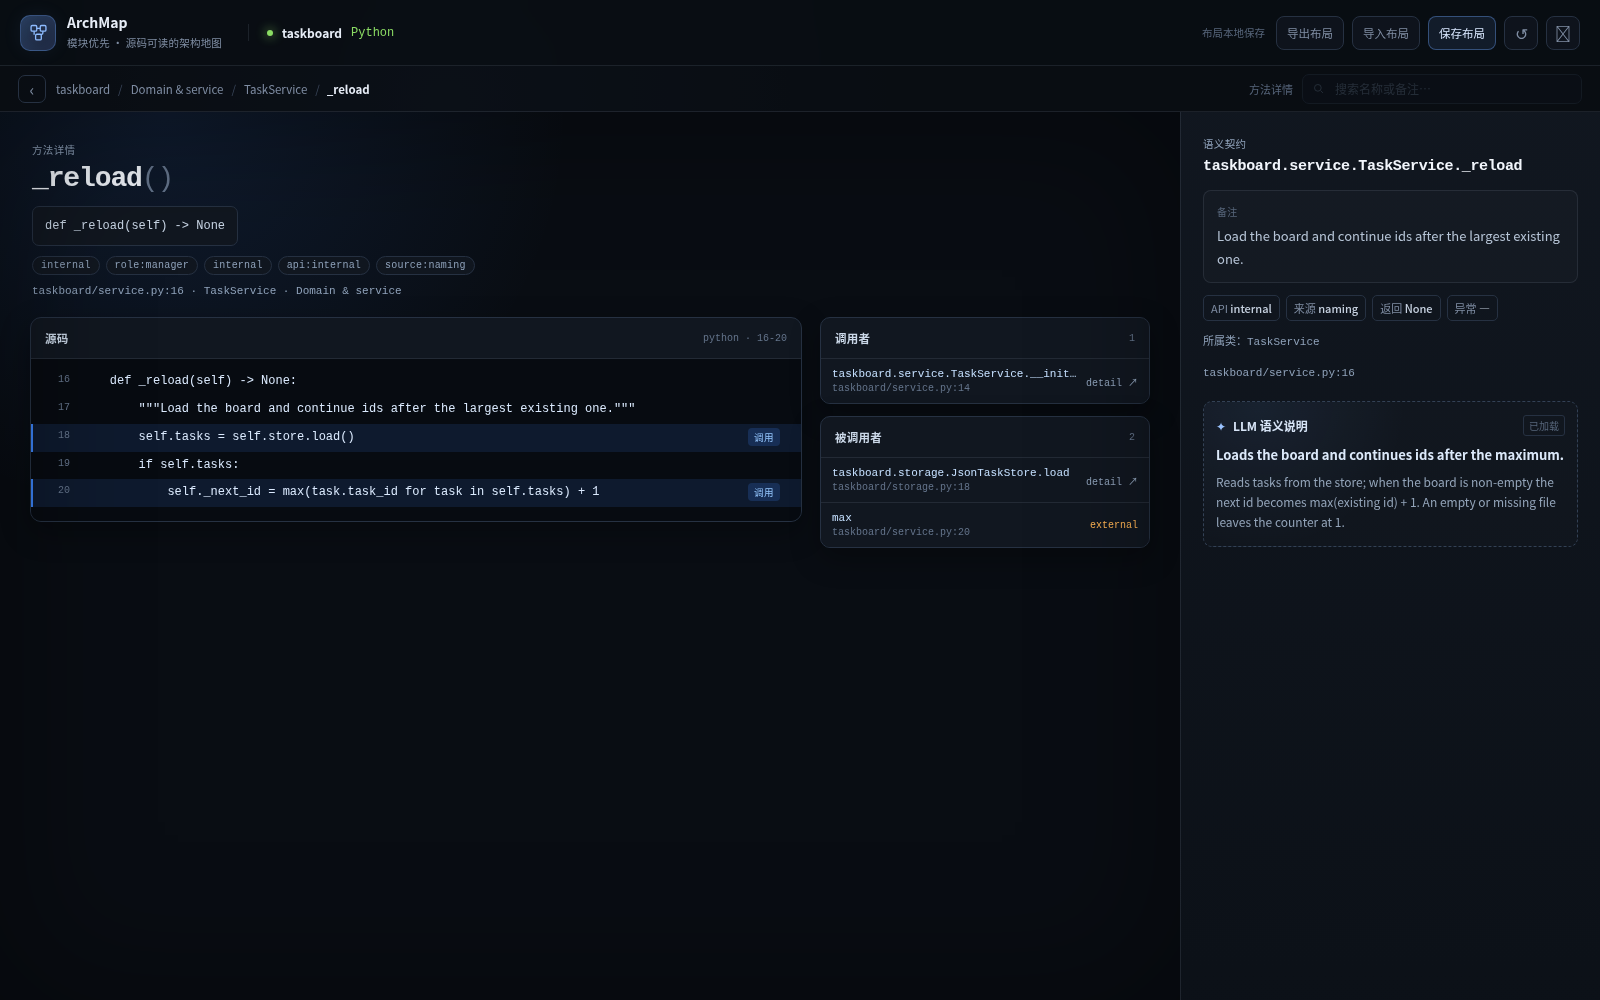 ArchMap
模块优先 • 源码可读的架构地图
taskboard Python
布局本地保存
导出布局
导入布局
保存布局
↺
‹
taskboard / Domain & service / TaskService / _reload
方法详情
搜索名称或备注…
方法详情
_reload()
def _reload(self) -> None
internal role:manager internal api:internal source:naming
taskboard/service.py:16 · TaskService · Domain & service
源码
python · 16-20
16 def _reload(self) -> None:
17 """Load the board and continue ids after the largest existing one."""
18 self.tasks = self.store.load() 调用
19 if self.tasks:
20 self._next_id = max(task.task_id for task in self.tasks) + 1 调用
调用者 1
taskboard.service.TaskService.__init…
taskboard/service.py:14
detail ↗
被调用者 2
taskboard.storage.JsonTaskStore.load
taskboard/storage.py:18
detail ↗
max
taskboard/service.py:20
external
语义契约
taskboard.service.TaskService._reload
备注
Load the board and continue ids after the largest existing
one.
API internal 来源 naming 返回 None 异常 —
所属类: TaskService
taskboard/service.py:16
✦ LLM 语义说明 已加载
Loads the board and continues ids after the maximum.
Reads tasks from the store; when the board is non-empty the
next id becomes max(existing id) + 1. An empty or missing file
leaves the counter at 1.